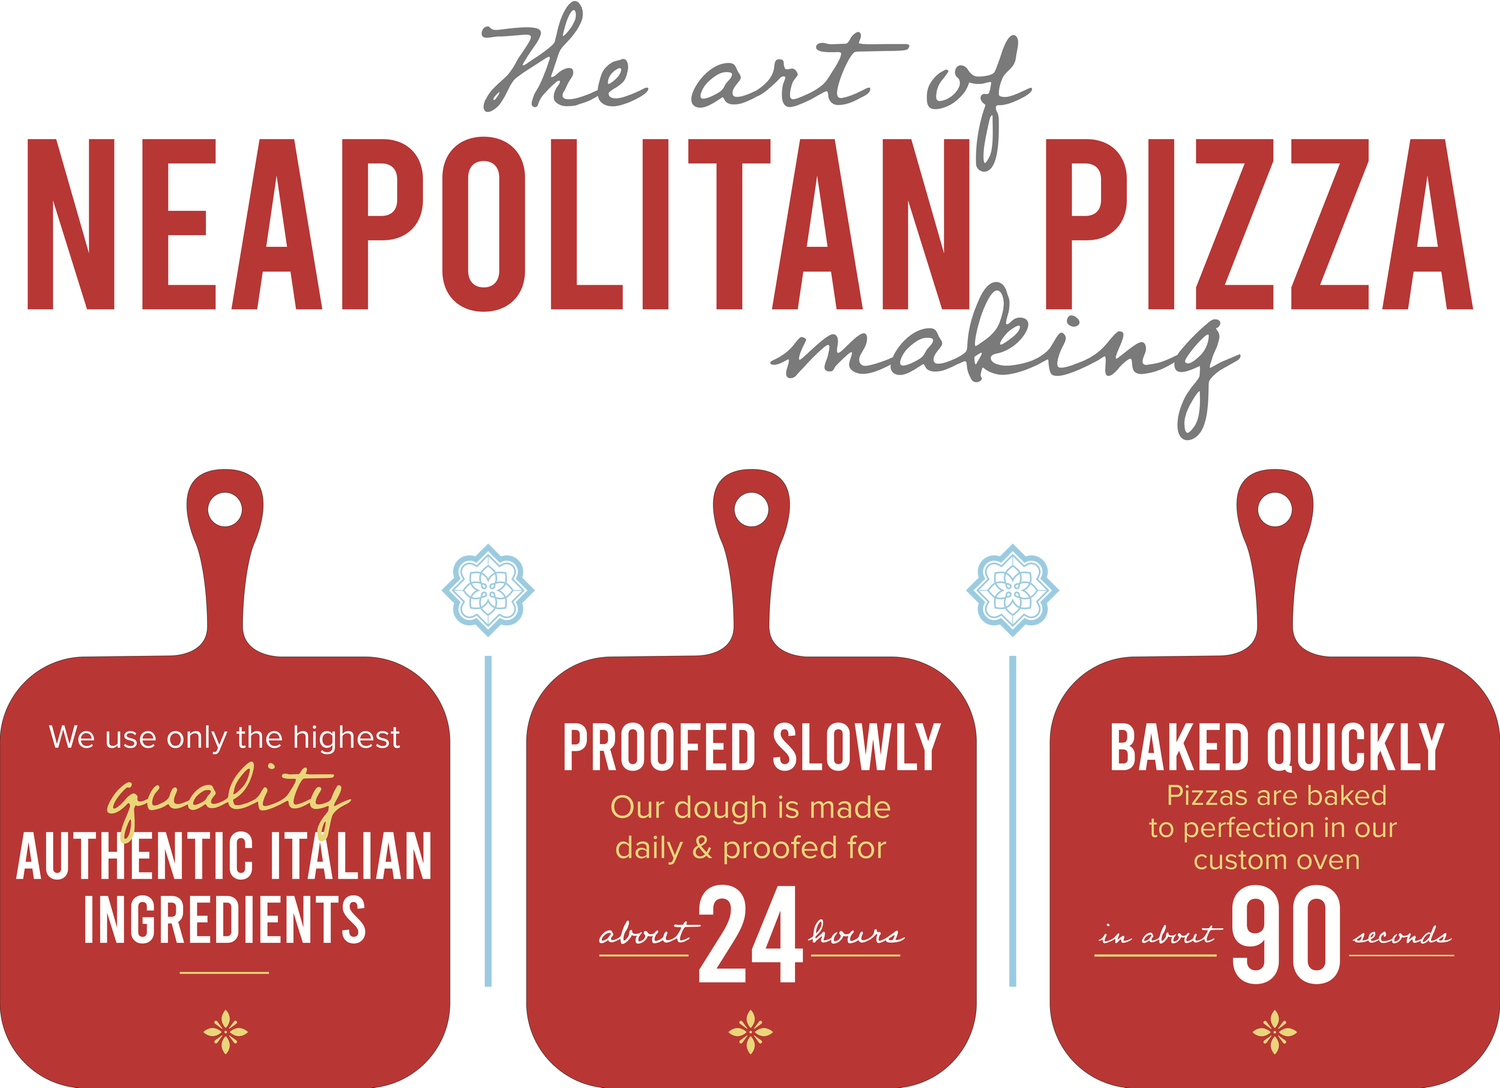 The art of
NEAPOLITAN PIZZA
making
We use only the highest
quality
AUTHENTIC ITALIAN
INGREDIENTS
PROOFED SLOWLY
Our dough is made
daily & proofed for
about 24 hours
BAKED QUICKLY
Pizzas are baked
to perfection in our
custom oven
in about 90 seconds